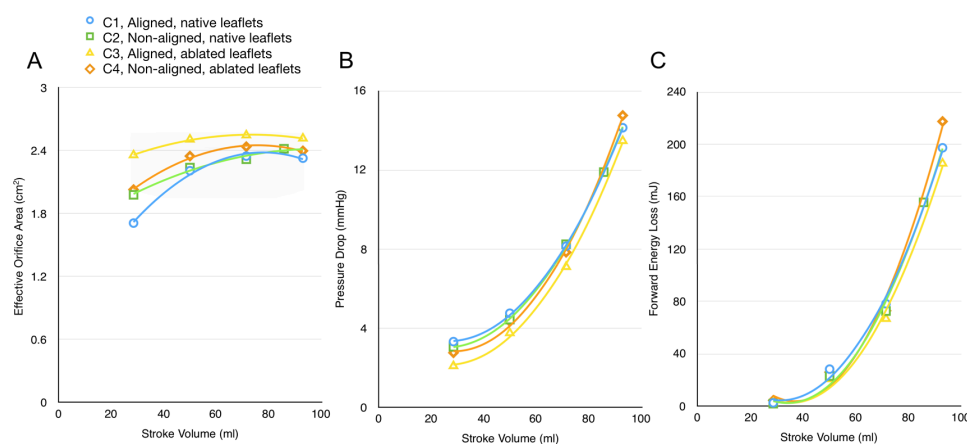 C1, Aligned, native leaflets
C2, Non-aligned, native leaflets
C3, Aligned, ablated leaflets
C4, Non-aligned, ablated leaflets
A
Effective Orifice Area (cm²)
3
2.4
1.8
1.2
0.6
0
0 20 40 60 80 100
Stroke Volume (ml)
B
Pressure Drop (mmHg)
16
12
8
4
0
0 20 40 60 80 100
Stroke Volume (ml)
C
Forward Energy Loss (mJ)
240
200
160
120
80
40
0
0 20 40 60 80 100
Stroke Volume (ml)